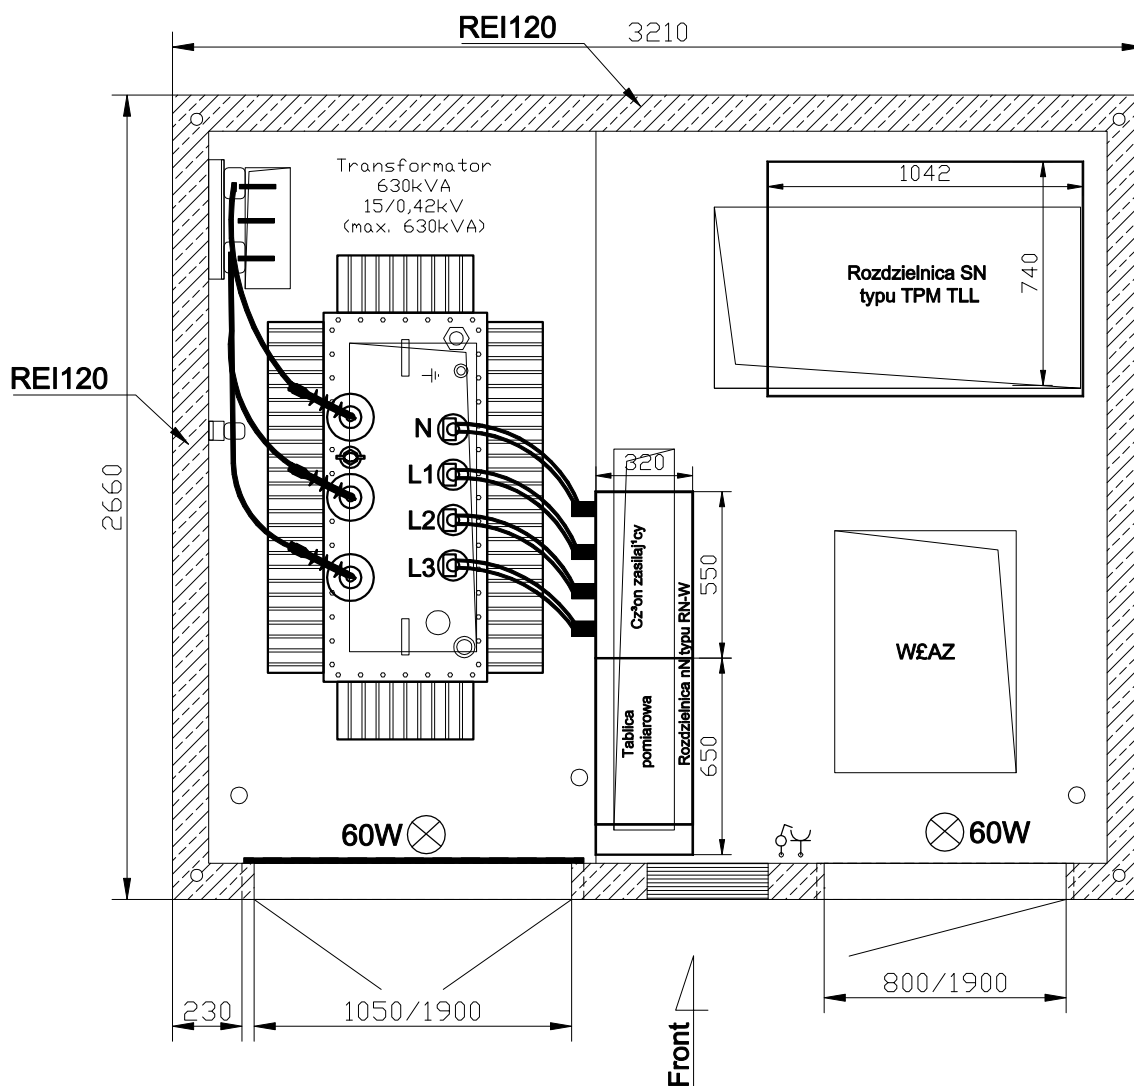 REI120
3210
Transformator
630kVA
15/0,42kV
(max. 630kVA)
1042
740
Rozdzielnica SN
typu TPM TLL
REI120
2660
N
L1
L2
L3
320
Cz³on zasilaj¹cy
Rozdzielnica nN typu RN-W
550
Tablica
pomiarowa
650
W£AZ
60W
60W
230
1050/1900
800/1900
Front